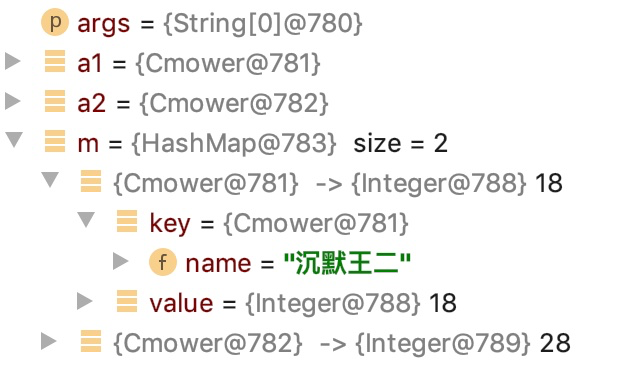 p args = {String[0]@780}
a1 = {Cmower@781}
a2 = {Cmower@782}
m = {HashMap@783} size = 2
{Cmower@781} -> {Integer@788} 18
key = {Cmower@781}
f name = "沉默王二"
value = {Integer@788} 18
{Cmower@782} -> {Integer@789} 28